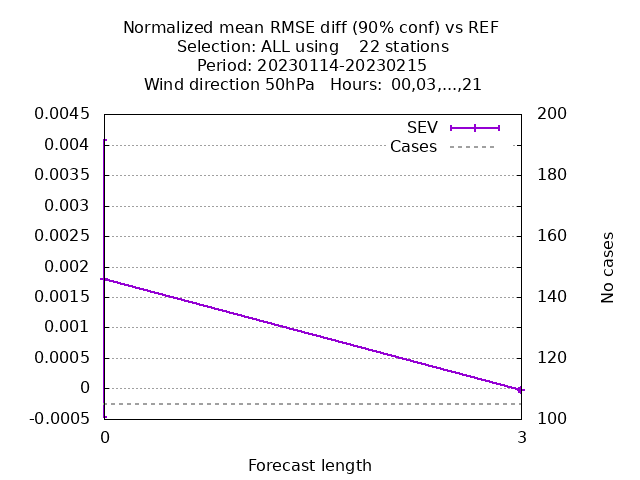 Normalized mean RMSE diff (90% conf) vs REF
Selection: ALL using    22 stations
Period: 20230114-20230215
Wind direction 50hPa   Hours:  00,03,...,21
SEV
Cases
0.0045
0.004
0.0035
0.003
0.0025
0.002
0.0015
0.001
0.0005
0
-0.0005
200
180
160
140
120
100
No cases
0
3
Forecast length